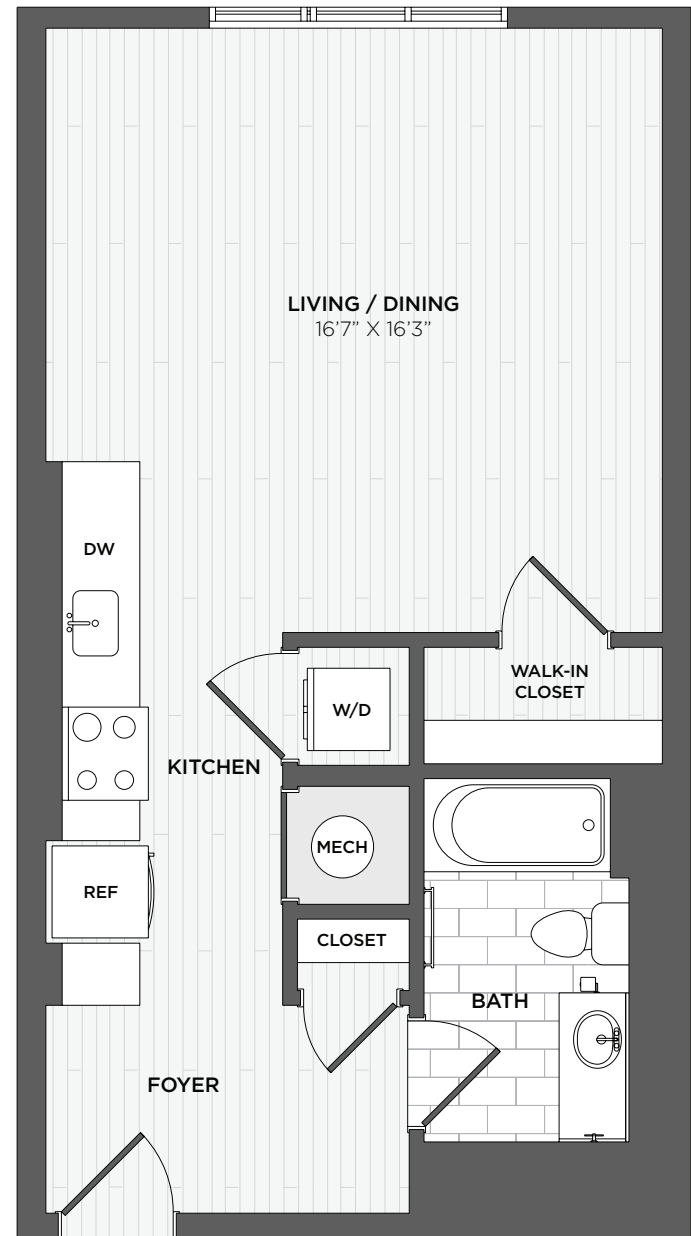 LIVING / DINING
16’7” X 16’3”
DW
WALK-IN
CLOSET
W/D
KITCHEN
MECH
REF
CLOSET
BATH
FOYER